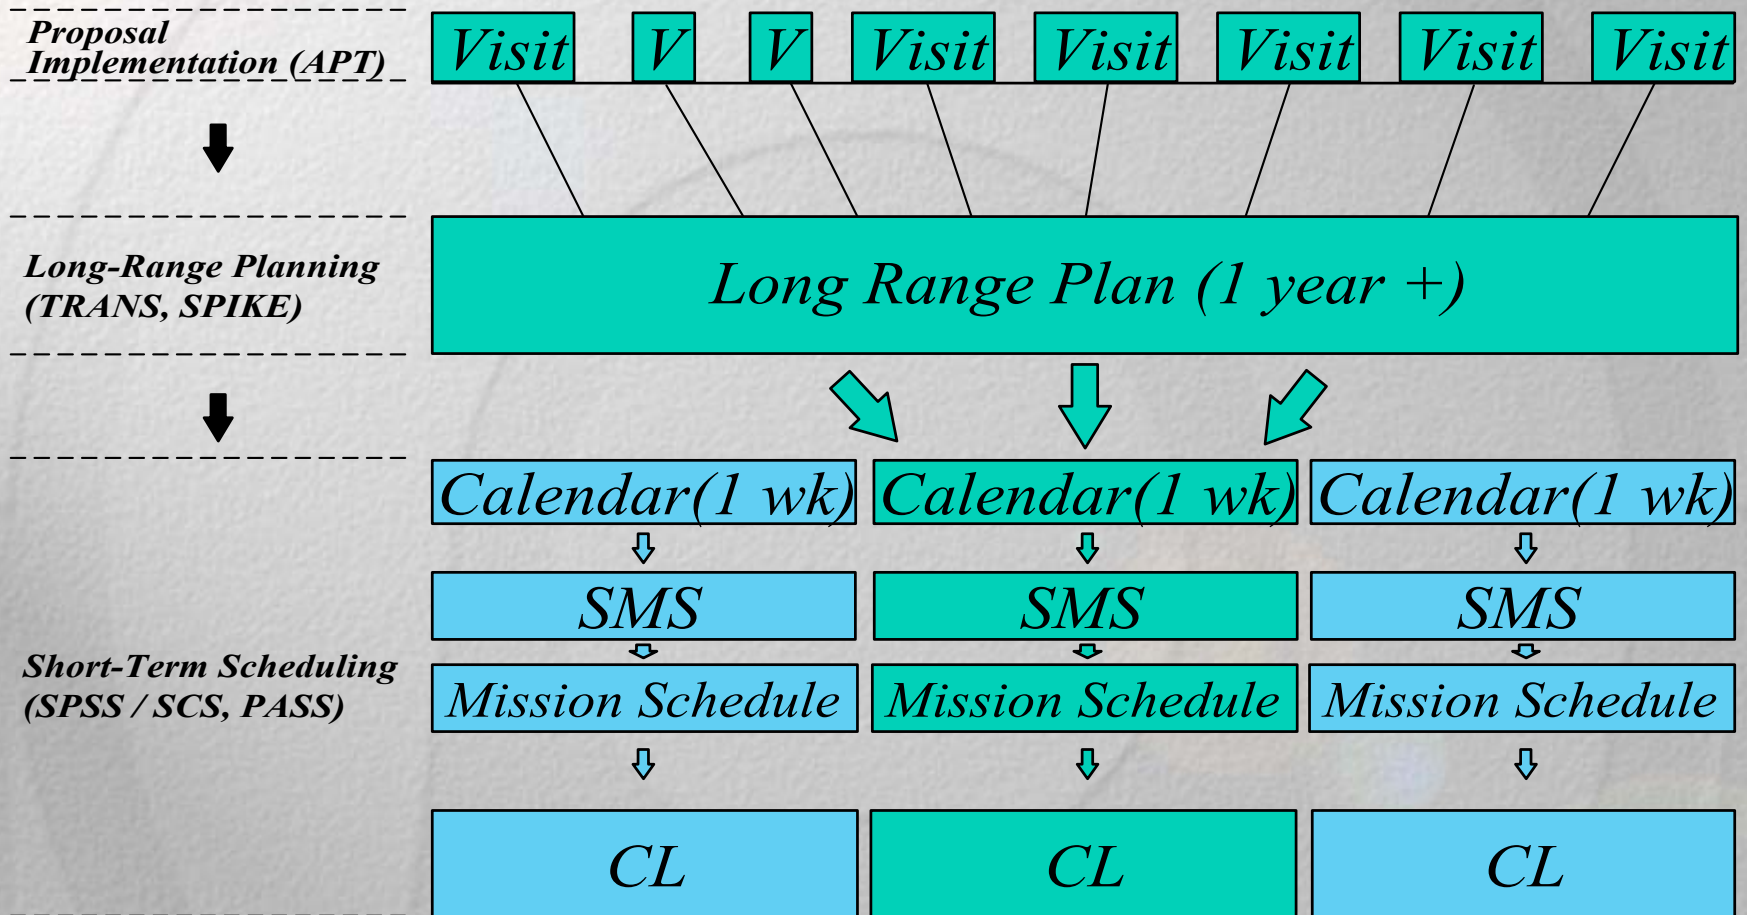 Proposal
Implementation (APT)
Visit
V
V
Visit
Visit
Visit
Visit
Visit
Long-Range Planning
(TRANS, SPIKE)
Long Range Plan (1 year +)
Calendar(1 wk)
Calendar(1 wk)
Calendar(1 wk)
SMS
SMS
SMS
Short-Term Scheduling
(SPSS / SCS, PASS)
Mission Schedule
Mission Schedule
Mission Schedule
CL
CL
CL